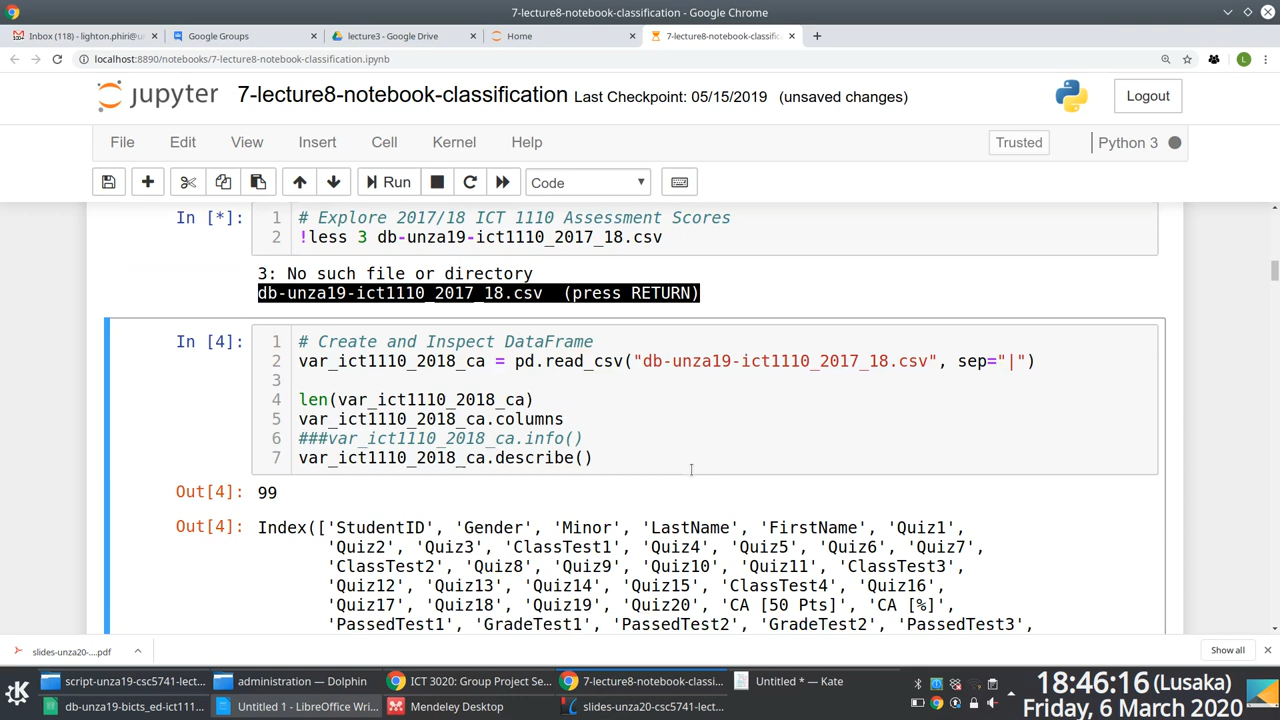 7-lecture8-notebook-classification - Google Chrome
Inbox (118) - lighton.phiri@u
Google Groups
lecture3 - Google Drive
Home
7-lecture8-notebook-classific
localhost:8890/notebooks/7-lecture8-notebook-classification.ipynb
L
jupyter 7-lecture8-notebook-classification Last Checkpoint: 05/15/2019 (unsaved changes)
Logout
File Edit View Insert Cell Kernel Help
Trusted
Python 3
Run
Code
In [*]:
1 # Explore 2017/18 ICT 1110 Assessment Scores
2 !less 3 db-unza19-ict1110_2017_18.csv
3: No such file or directory
db-unza19-ict1110_2017_18.csv (press RETURN)
In [4]:
1 # Create and Inspect DataFrame
2 var_ict1110_2018_ca = pd.read_csv("db-unza19-ict1110_2017_18.csv", sep="|")
3
4 len(var_ict1110_2018_ca)
5 var_ict1110_2018_ca.columns
6 ###var_ict1110_2018_ca.info()
7 var_ict1110_2018_ca.describe()
Out[4]: 99
Out[4]: Index(['StudentID', 'Gender', 'Minor', 'LastName', 'FirstName', 'Quiz1',
'Quiz2', 'Quiz3', 'ClassTest1', 'Quiz4', 'Quiz5', 'Quiz6', 'Quiz7',
'ClassTest2', 'Quiz8', 'Quiz9', 'Quiz10', 'Quiz11', 'ClassTest3',
'Quiz12', 'Quiz13', 'Quiz14', 'Quiz15', 'ClassTest4', 'Quiz16',
'Quiz17', 'Quiz18', 'Quiz19', 'Quiz20', 'CA [50 Pts]', 'CA [%]',
'PassedTest1', 'GradeTest1', 'PassedTest2', 'GradeTest2', 'PassedTest3',
slides-unza20-....pdf
Show all
script-unza19-csc5741-lect...
administration — Dolphin
ICT 3020: Group Project Se...
7-lecture8-notebook-classi...
Untitled * — Kate
db-unza19-bicts_ed-ict111...
Untitled 1 - LibreOffice Wri...
Mendeley Desktop
slides-unza20-csc5741-lect...
18:46:16 (Lusaka)
Friday, 6 March 2020